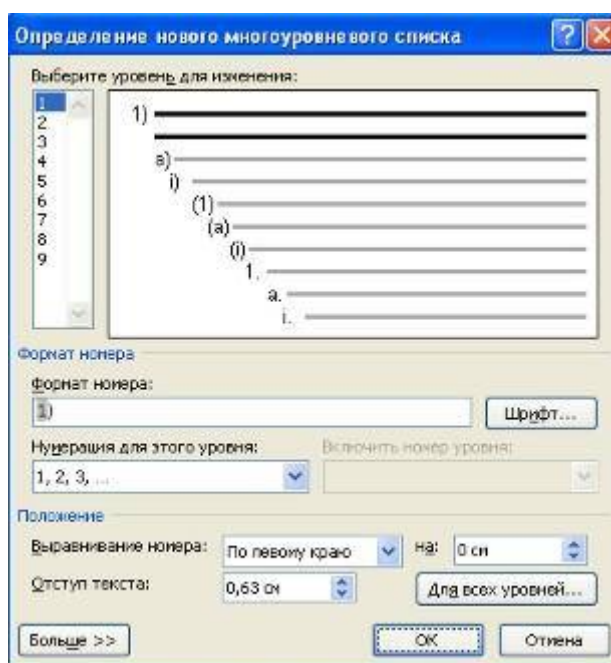 Определение нового многоуровневого списка
Выберите уровень для изменения:
1
2
3
4
5
6
7
8
9
1)
a)
i)
(1)
(a)
(i)
1.
a.
i.
Формат номера
Формат номера:
1)
Шрифт...
Нумерация для этого уровня:
Включить номер уровня:
1, 2, 3, ...
Положение
Выравнивание номера:
По левому краю
на:
0 см
Отступ текста:
0,63 см
Для всех уровней...
Больше >>
ОК
Отмена